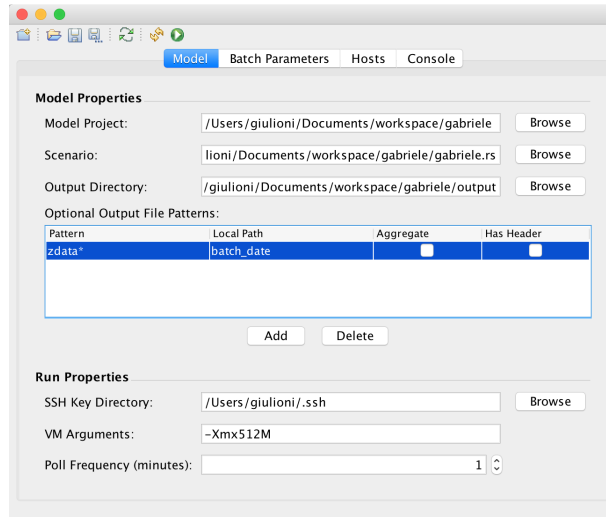 Model Batch Parameters Hosts Console
Model Properties
Model Project: /Users/giulioni/Documents/workspace/gabriele Browse
Scenario: lioni/Documents/workspace/gabriele/gabriele.rs Browse
Output Directory: /giulioni/Documents/workspace/gabriele/output Browse
Optional Output File Patterns:
Pattern Local Path Aggregate Has Header
zdata* batch_date
Add Delete
Run Properties
SSH Key Directory: /Users/giulioni/.ssh Browse
VM Arguments: -Xmx512M
Poll Frequency (minutes): 1